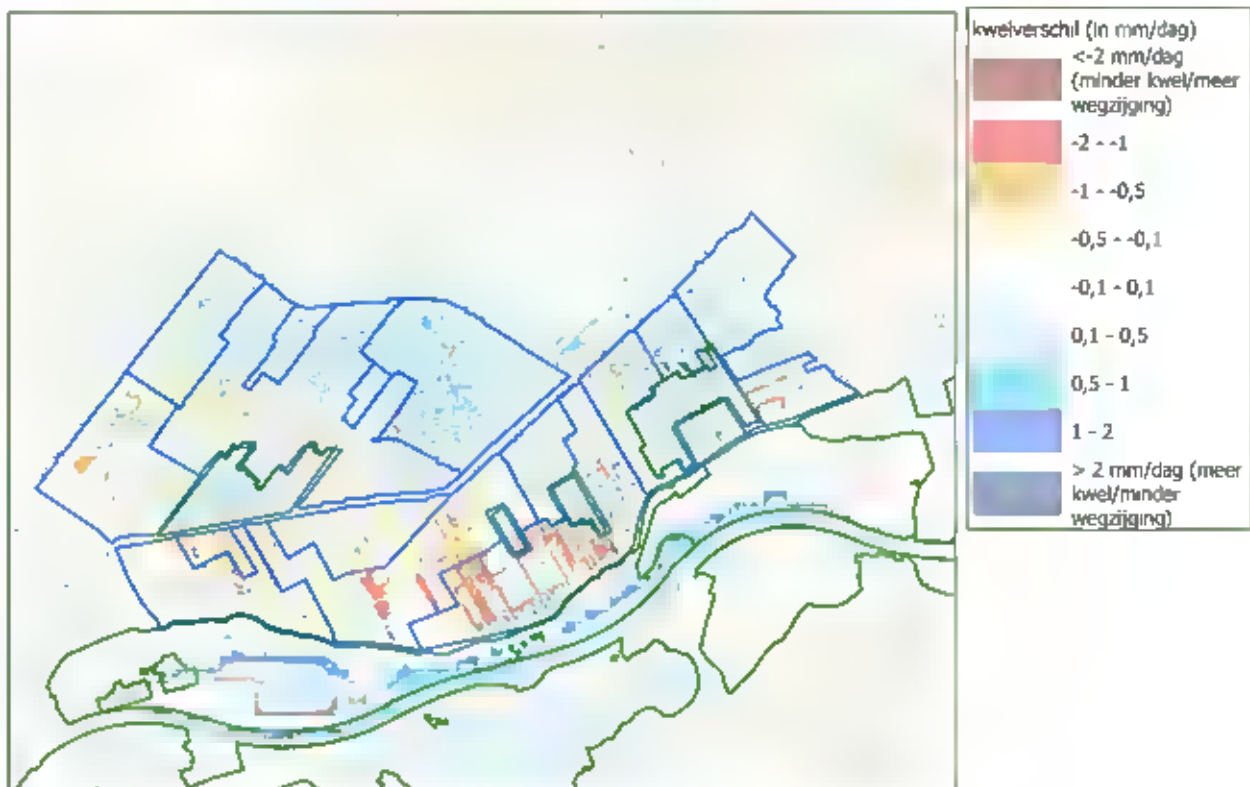 kwelverschil (in mm/dag)
<-2 mm/dag
(minder kwel/meer
wegzijging)
-2 - -1
-1 - -0,5
-0,5 - -0,1
-0,1 - 0,1
0,1 - 0,5
0,5 - 1
1 - 2
> 2 mm/dag (meer
kwel/minder
wegzijging)